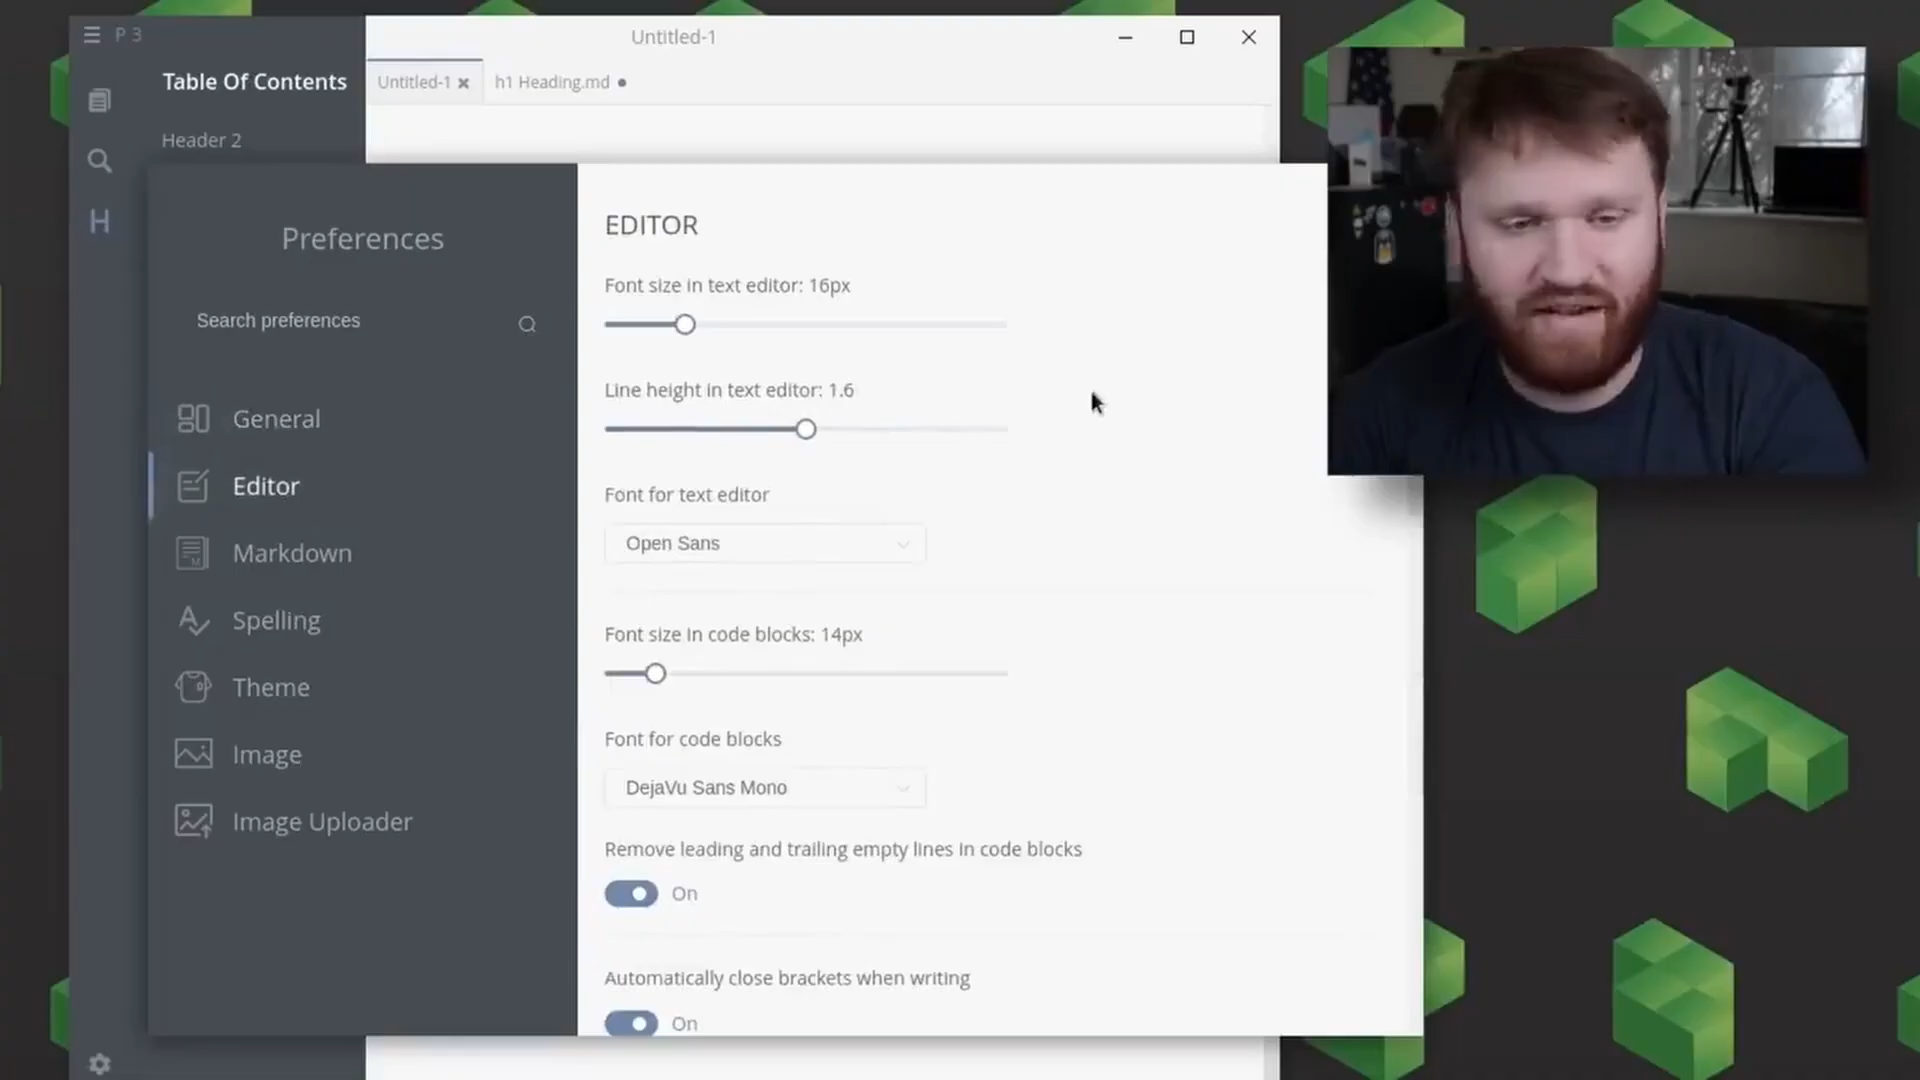 P 3
Untitled-1
Table Of Contents
Untitled-1
h1 Heading.md
Header 2
H
Preferences
Search preferences
General
Editor
Markdown
Spelling
Theme
Image
Image Uploader
EDITOR
Font size in text editor: 16px
Line height in text editor: 1.6
Font for text editor
Open Sans
Font size in code blocks: 14px
Font for code blocks
DejaVu Sans Mono
Remove leading and trailing empty lines in code blocks
On
Automatically close brackets when writing
On